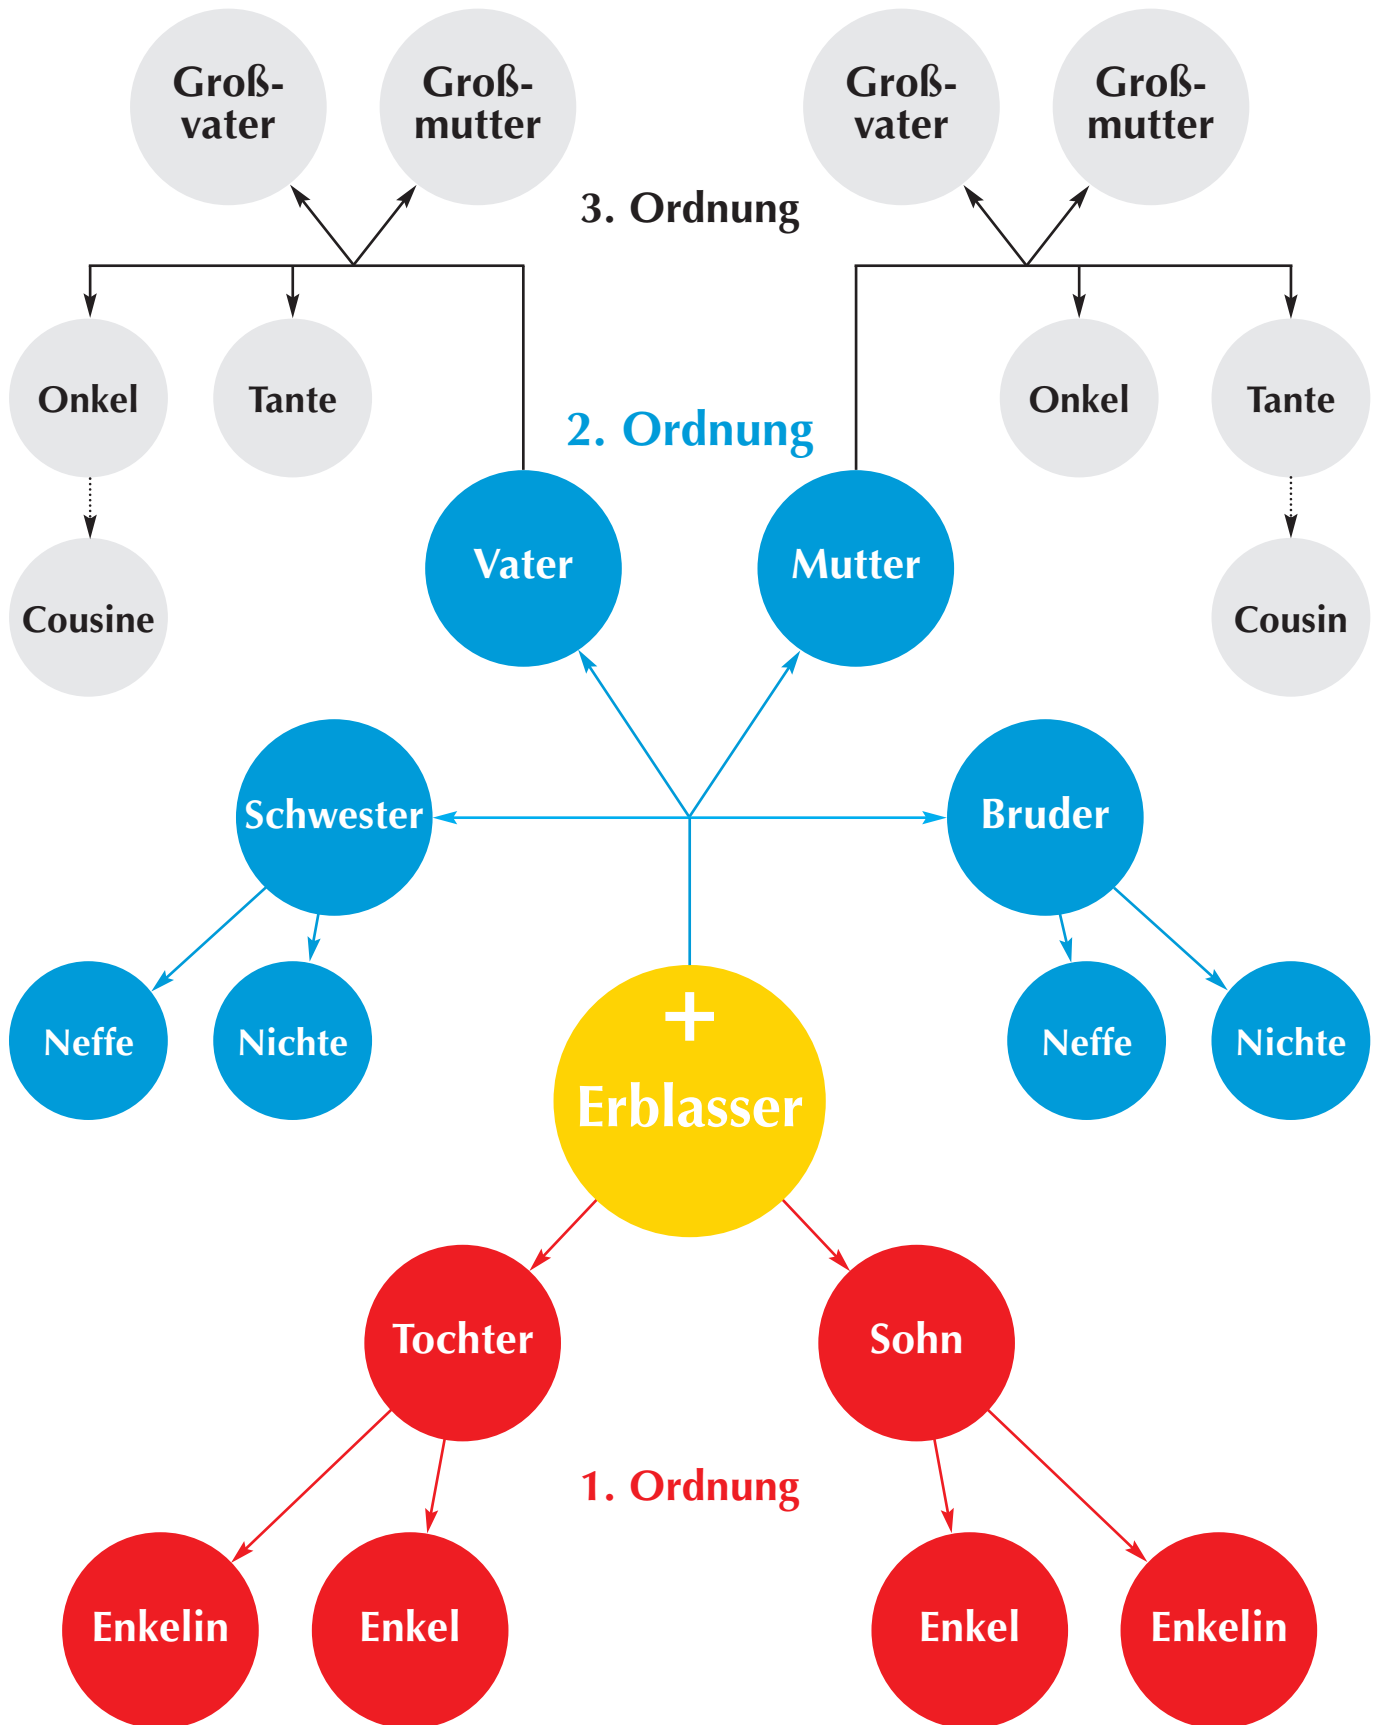 Groß-
vater
Groß-
mutter
Groß-
vater
Groß-
mutter
3. Ordnung
Onkel
Tante
Onkel
Tante
2. Ordnung
Vater
Mutter
Cousine
Cousin
Schwester
Bruder
Neffe
Nichte
Neffe
Nichte
+
Erblasser
Tochter
Sohn
1. Ordnung
Enkelin
Enkel
Enkel
Enkelin